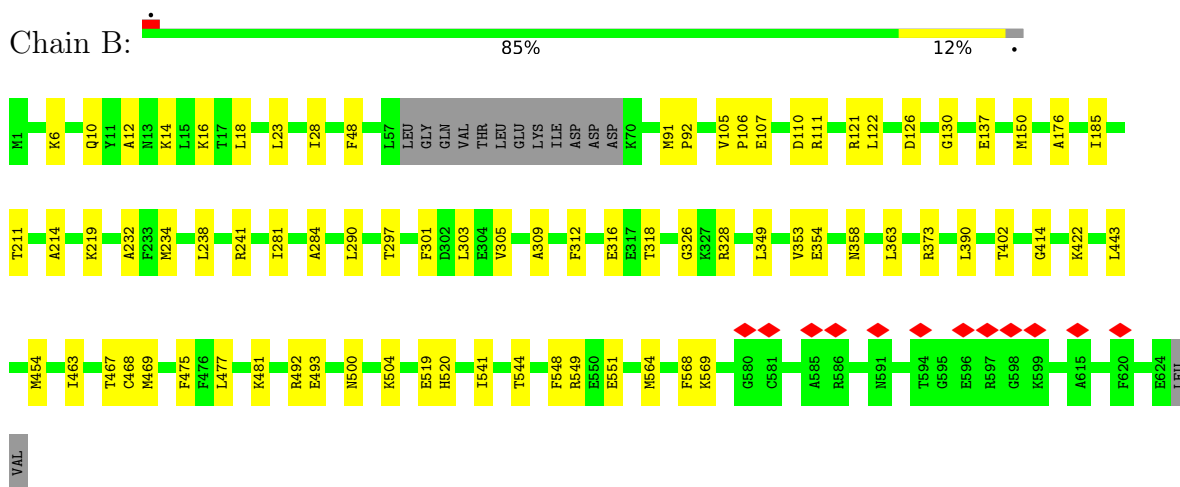 Chain B:
85% 12%
M1 K6 Q10 Y11 A12 N13 K14 L15 K16 T17 L18 L23 I28 F48 L57 LEU GLY GLN VAL THR LEU GLU LYS ILE ASP ASP ASP K70 M91 P92 V105 P106 E107 D110 R111 R121 L122 D126 G130 E137 M150 A176 I185
T211 A214 K219 A232 F233 M234 L238 R241 I281 A284 L290 T297 F301 D302 L303 E304 V305 A309 F312 E316 E317 T318 G326 K327 R328 L349 V353 E354 N358 L363 R373 L390 T402 G414 K422 L443
M454 I463 T467 C468 M469 F475 F476 L477 K481 R492 E493 N500 K504 E519 H520 I541 T544 F548 R549 E550 E551 M564 F568 K569 G580 C581 A585 R586 N591 T594 G595 E596 R597 G598 K599 A615 F620 E624 LEU
VAL